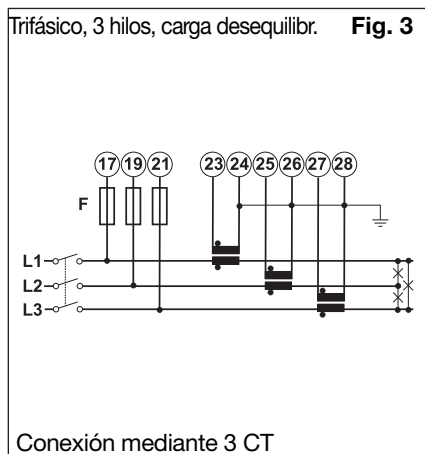 Trifásico, 3 hilos, carga desequilibr. Fig. 3
17 19 21 23 24 25 26 27 28
F
L1
L2
L3
Conexión mediante 3 CT